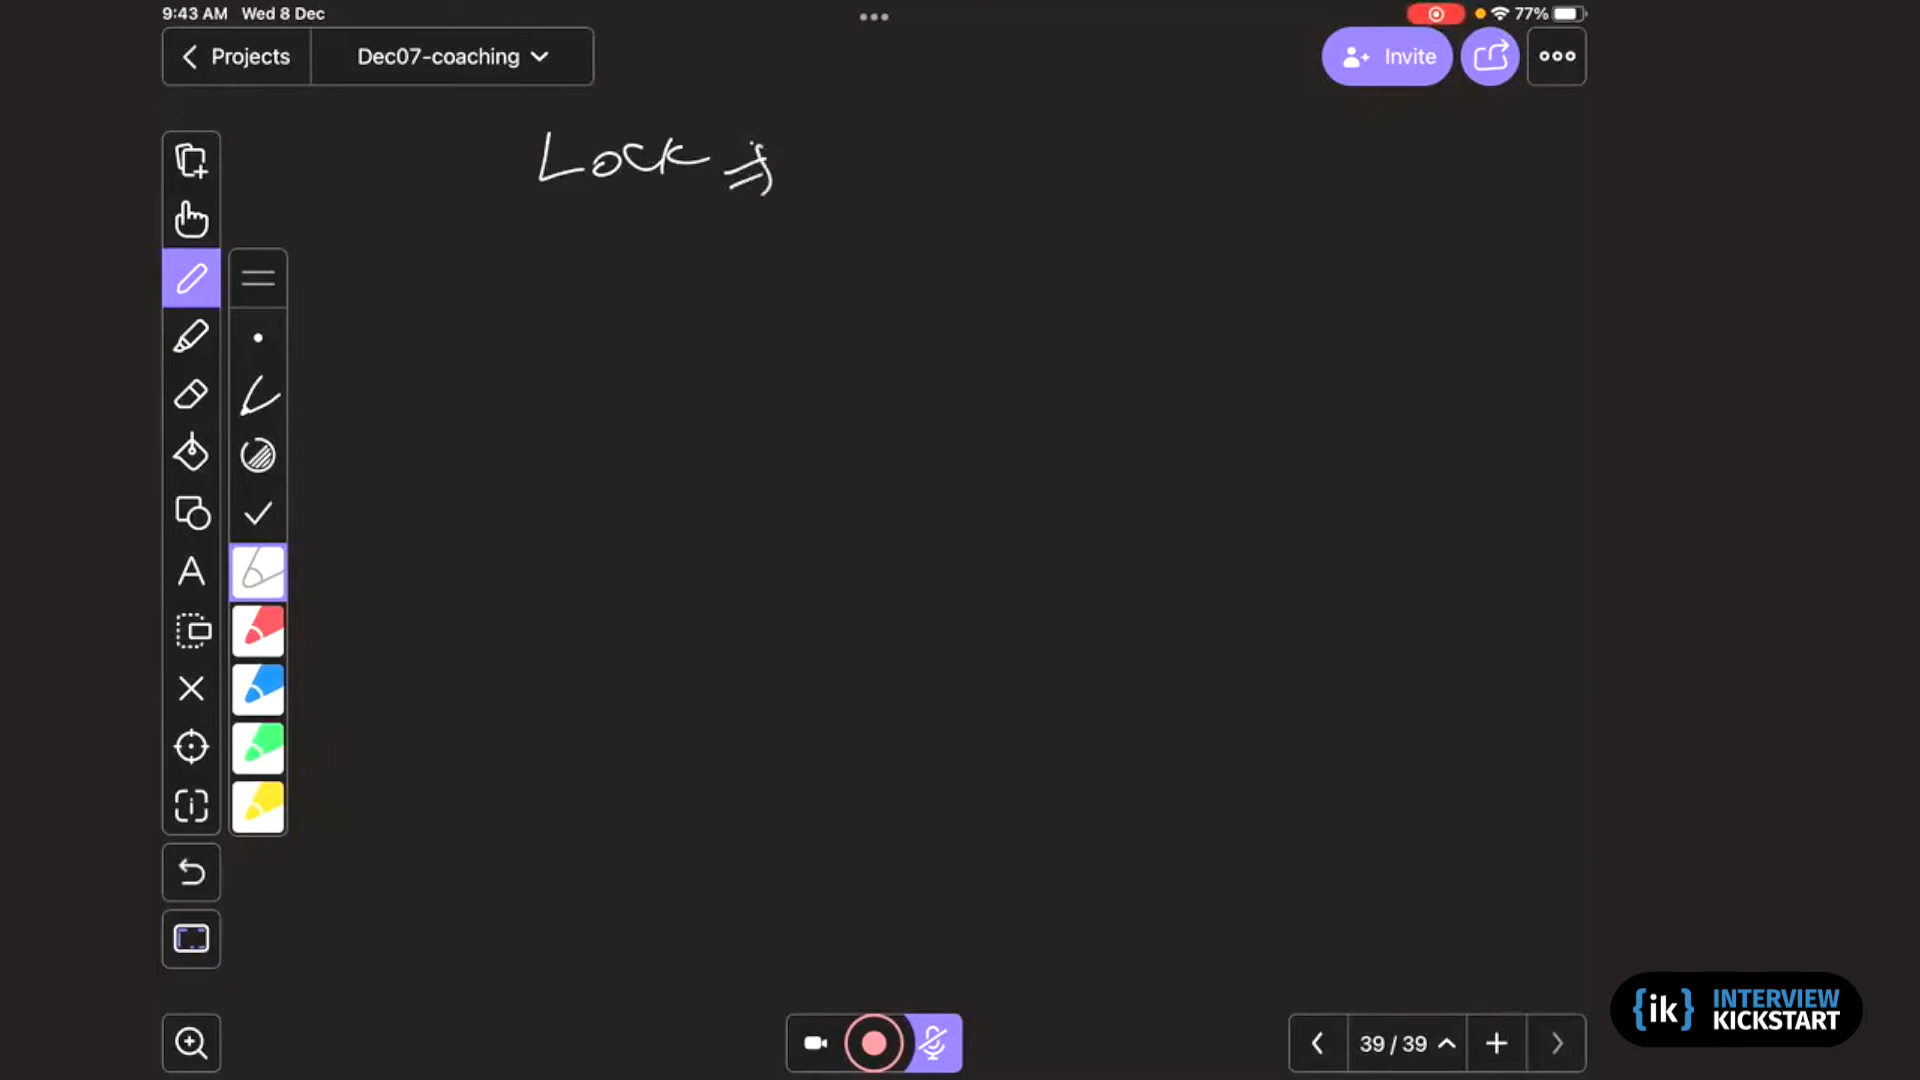 9:43 AM Wed 8 Dec
77%
Projects
Dec07-coaching
Invite
Lock ⇒
A
39 / 39
{ik} INTERVIEW
KICKSTART